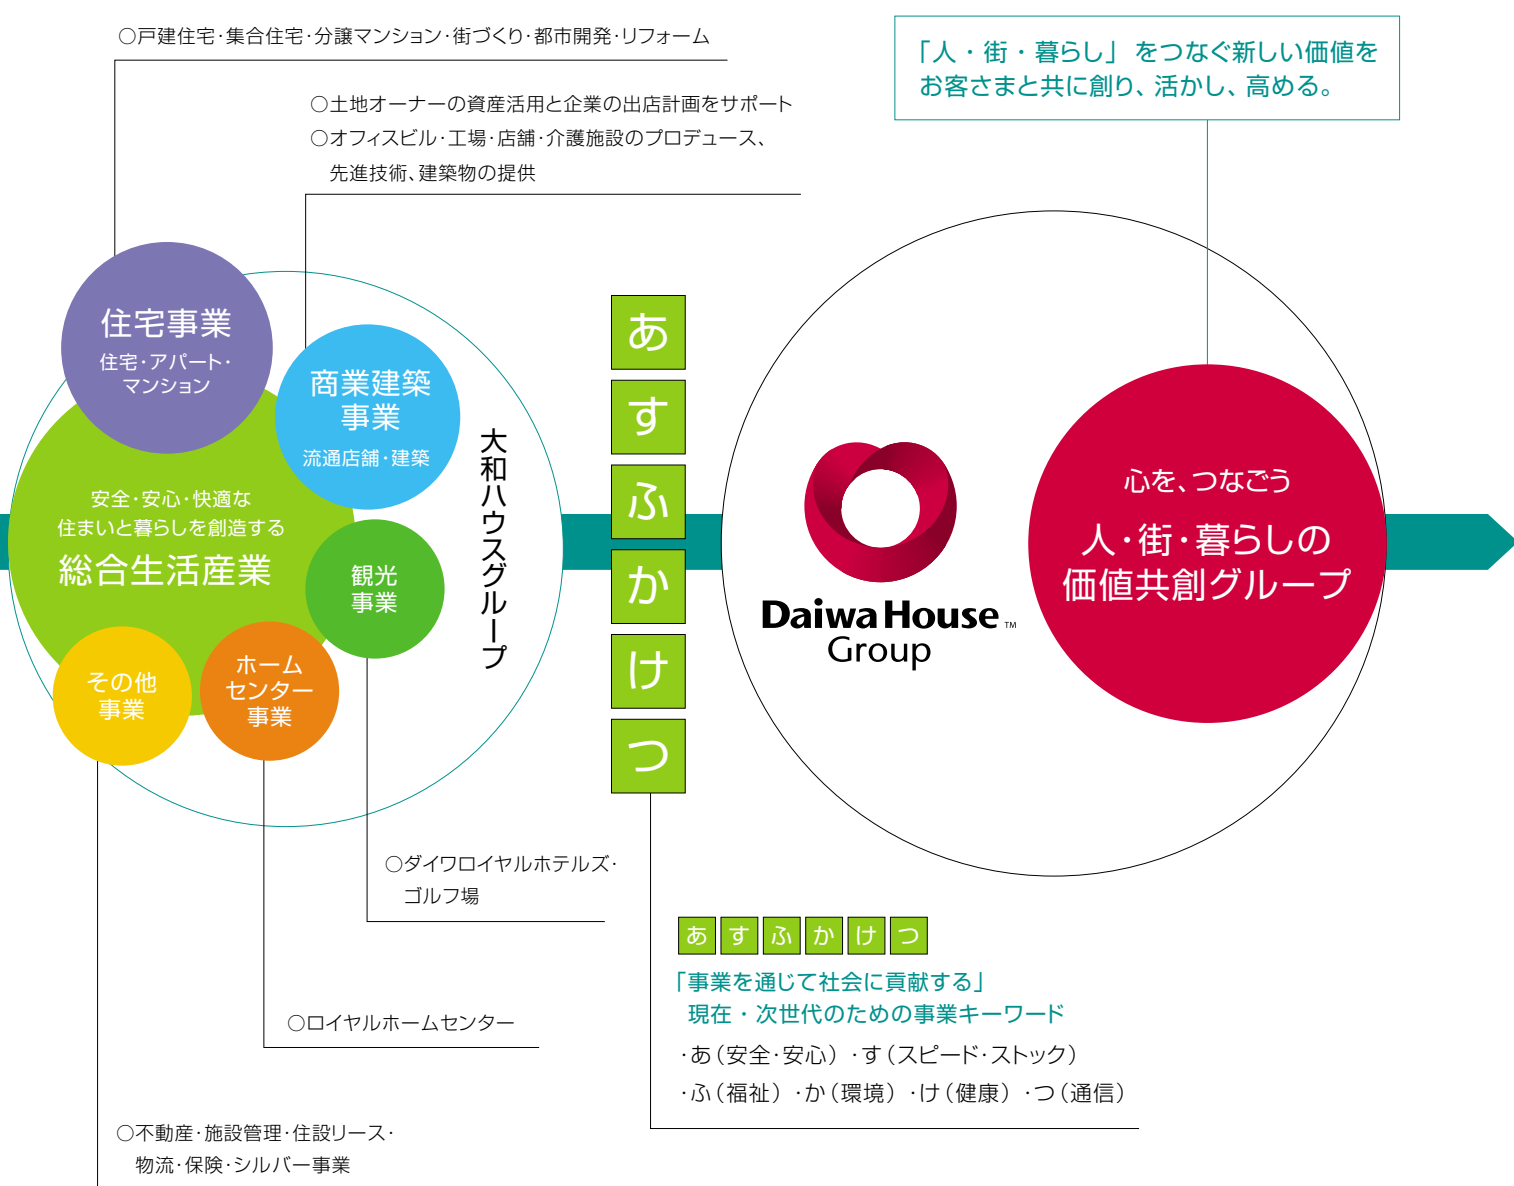 ○戸建住宅・集合住宅・分譲マンション・街づくり・都市開発・リフォーム
○土地オーナーの資産活用と企業の出店計画をサポート
○オフィスビル・工場・店舗・介護施設のプロデュース、
先進技術、建築物の提供
「人・街・暮らし」をつなぐ新しい価値を
お客さまと共に創り、活かし、高める。
住宅事業
住宅・アパート・
マンション
商業建築
事業
流通店舗・建築
安全・安心・快適な
住まいと暮らしを創造する
総合生活産業
観光
事業
ホーム
センター
事業
その他
事業
大和ハウスグループ
あ
す
ふ
か
け
つ
Daiwa House™
Group
心を、つなごう
人・街・暮らしの
価値共創グループ
○ダイワロイヤルホテルズ・
ゴルフ場
○ロイヤルホームセンター
○不動産・施設管理・住設リース・
物流・保険・シルバー事業
あすふかけつ
「事業を通じて社会に貢献する」
現在・次世代のための事業キーワード
・あ（安全・安心）・す（スピード・ストック）
・ふ（福祉）・か（環境）・け（健康）・つ（通信）